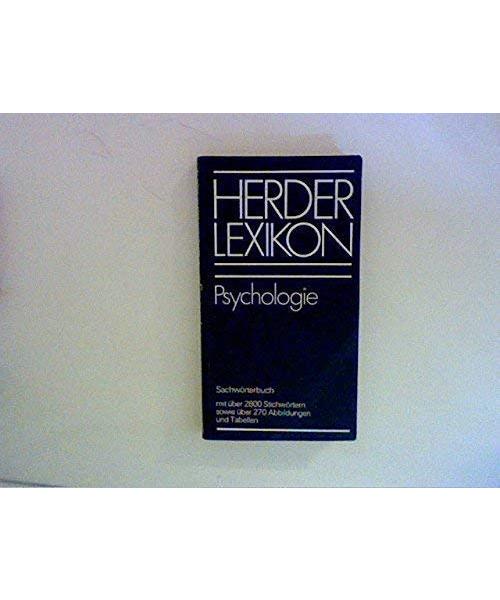 HERDER
LEXIKON
Psychologie
Sachwörterbuch
mit über 2800 Stichwörtern
sowie über 270 Abbildungen
und Tabellen